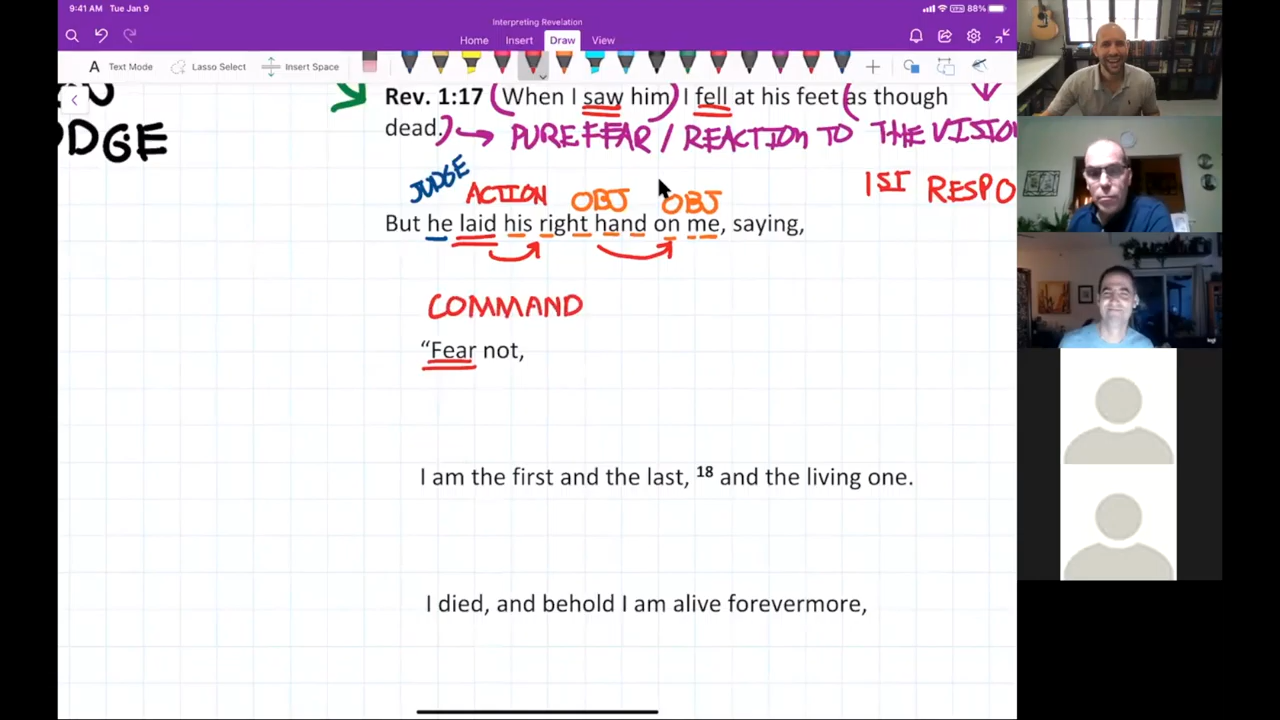 9:41 AM Tue Jan 9
VPN 88%
Interpreting Revelation
Home Insert Draw View
Text Mode Lasso Select Insert Space
DGE
Rev. 1:17 (When I saw him) I fell at his feet (as though
dead.) → PURE FEAR / REACTION TO THE VISIO
JUDGE ACTION OBJ OBJ 1ST RESPO
But he laid his right hand on me, saying,
COMMAND
“Fear not,
I am the first and the last, 18 and the living one.
I died, and behold I am alive forevermore,